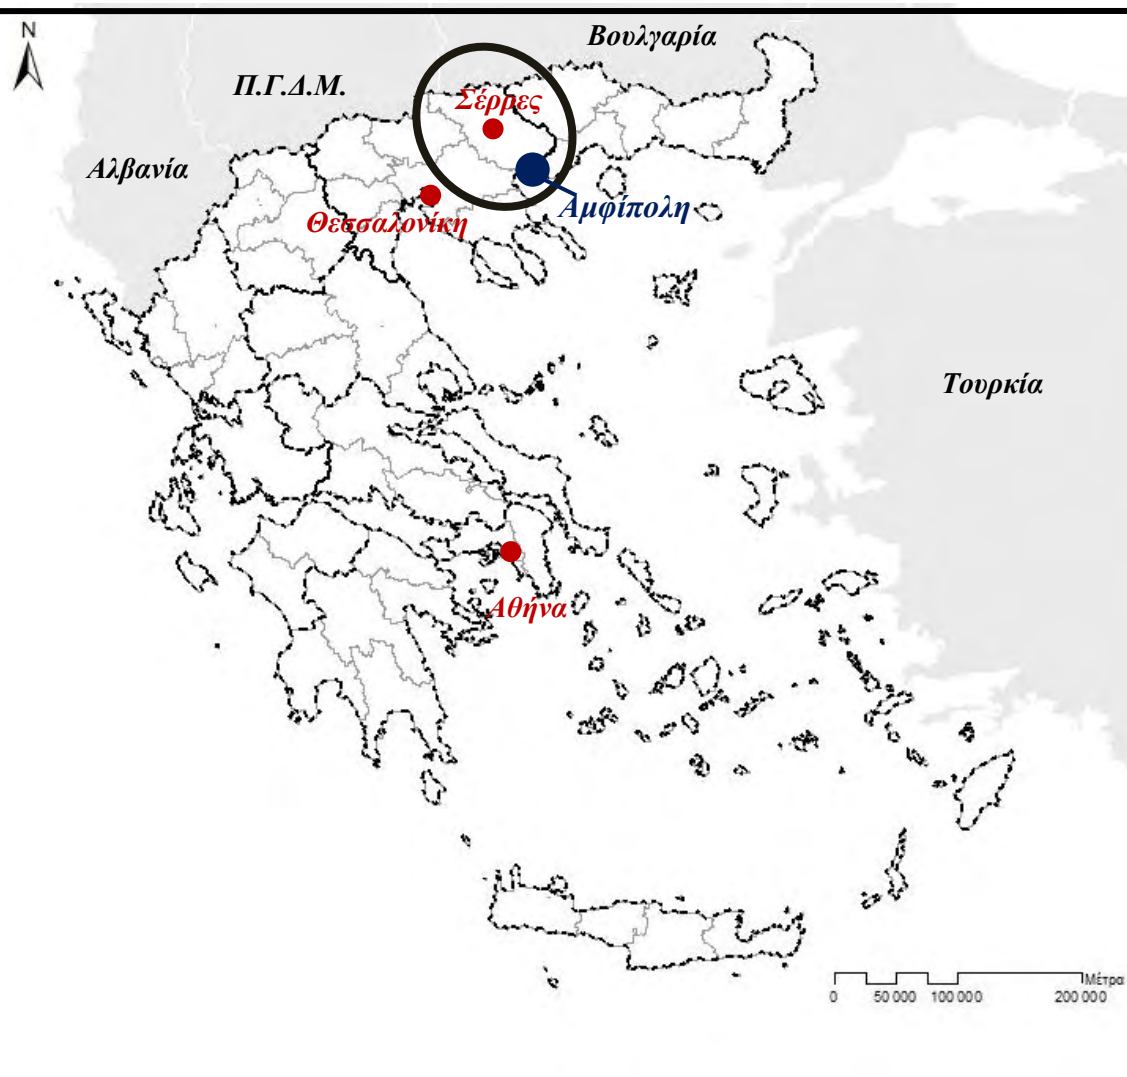 N
Βουλγαρία
Π.Γ.Δ.Μ.
Σέρρες
Αλβανία
Αμφίπολη
Θεσσαλονίκη
Τουρκία
Αθήνα
Μέτρα
0 50 000 100 000 200 000